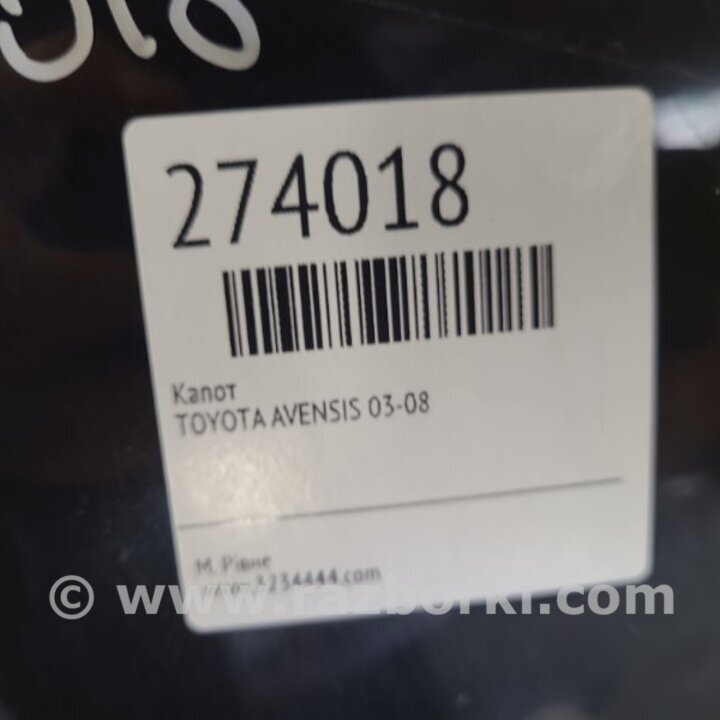 274018
Капот
TOYOTA AVENSIS 03-08
М. Рівне
© www.razborki.com